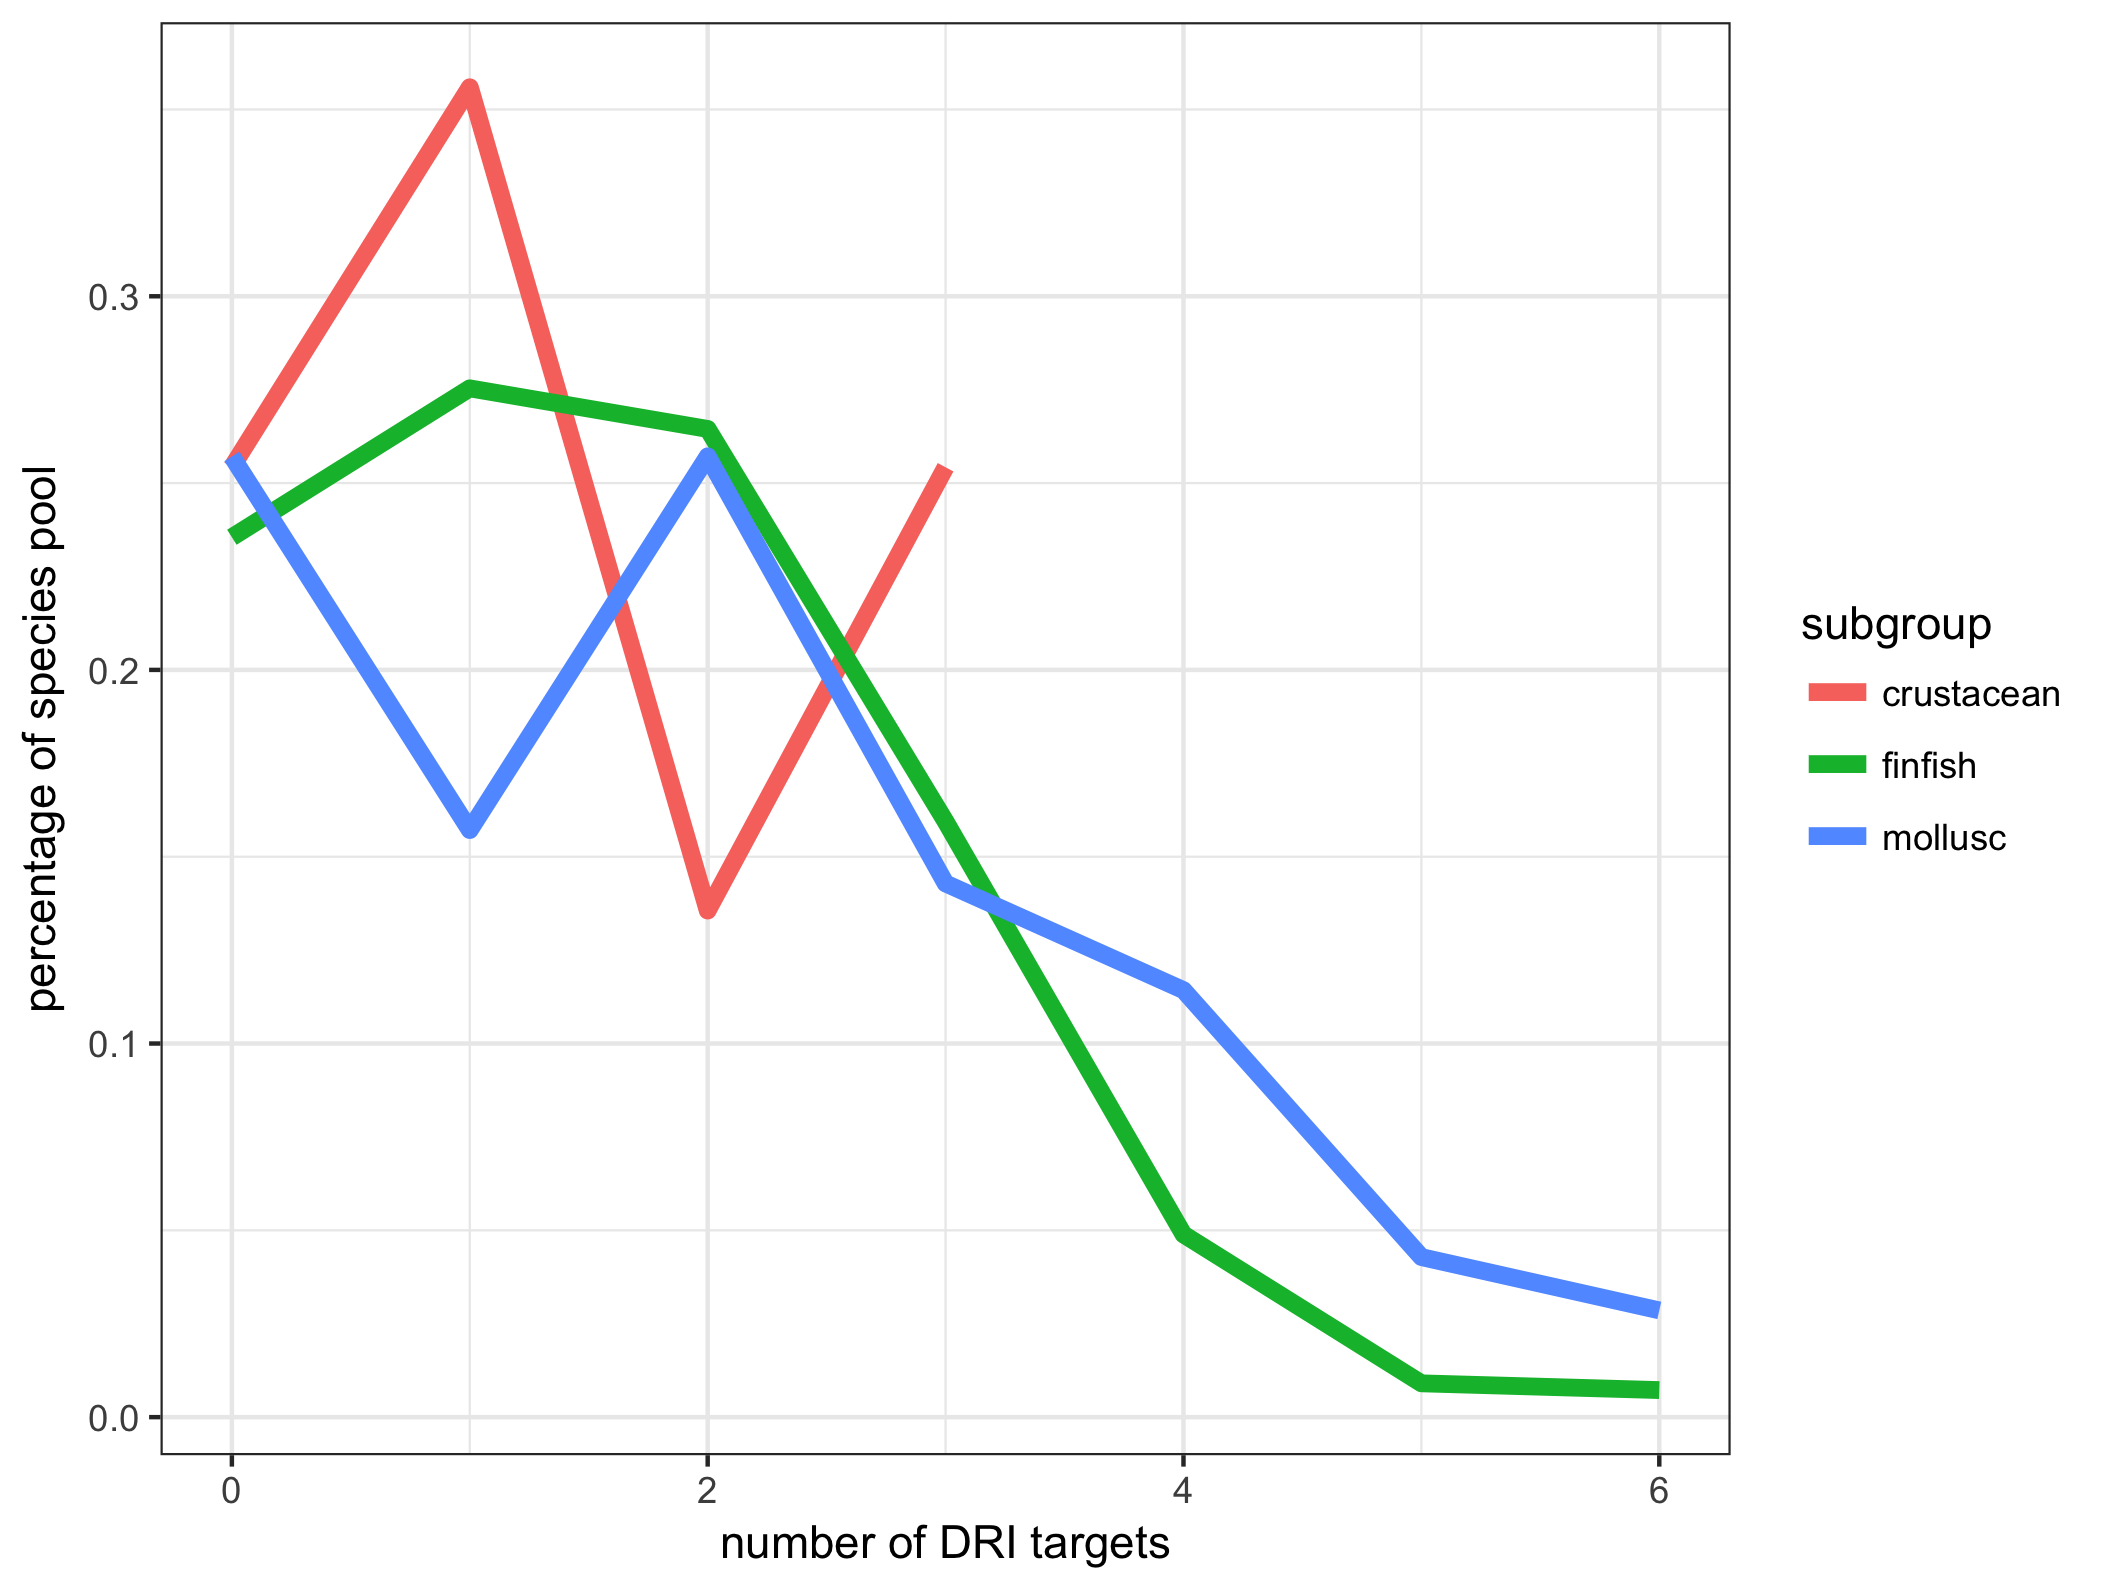 percentage of species pool
0.3
0.2
0.1
0.0
0 2 4 6
number of DRI targets
subgroup
crustacean
finfish
mollusc